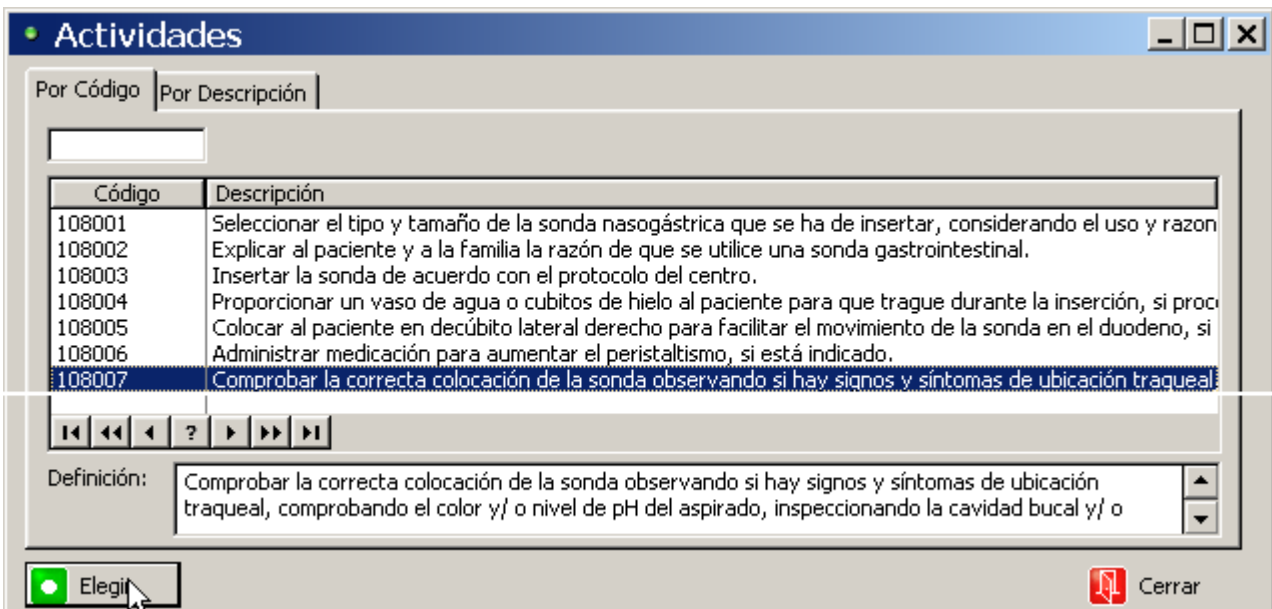 Actividades
Por Código Por Descripción
Código Descripción
108001 Seleccionar el tipo y tamaño de la sonda nasogástrica que se ha de insertar, considerando el uso y razon
108002 Explicar al paciente y a la familia la razón de que se utilice una sonda gastrointestinal.
108003 Insertar la sonda de acuerdo con el protocolo del centro.
108004 Proporcionar un vaso de agua o cubitos de hielo al paciente para que trague durante la inserción, si proc
108005 Colocar al paciente en decúbito lateral derecho para facilitar el movimiento de la sonda en el duodeno, si
108006 Administrar medicación para aumentar el peristaltismo, si está indicado.
108007 Comprobar la correcta colocación de la sonda observando si hay signos y síntomas de ubicación traqueal
?
Definición: Comprobar la correcta colocación de la sonda observando si hay signos y síntomas de ubicación
traqueal, comprobando el color y/ o nivel de pH del aspirado, inspeccionando la cavidad bucal y/ o
Elegir Cerrar